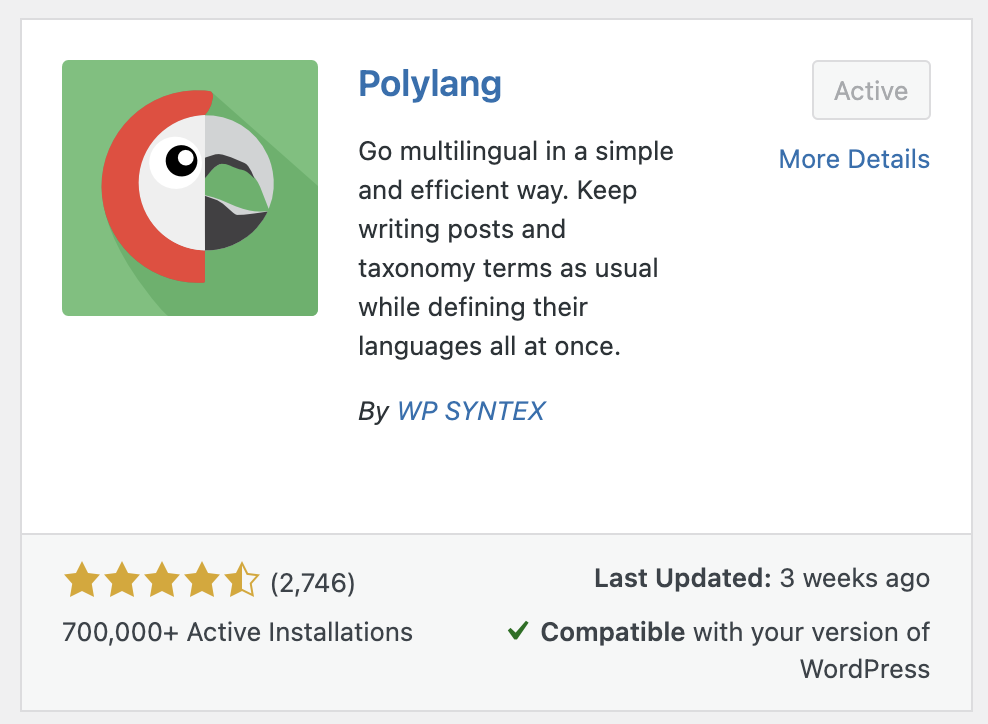 Polylang
Active
More Details
Go multilingual in a simple
and efficient way. Keep
writing posts and
taxonomy terms as usual
while defining their
languages all at once.
By WP SYNTEX
(2,746)
700,000+ Active Installations
Last Updated: 3 weeks ago
Compatible with your version of
WordPress